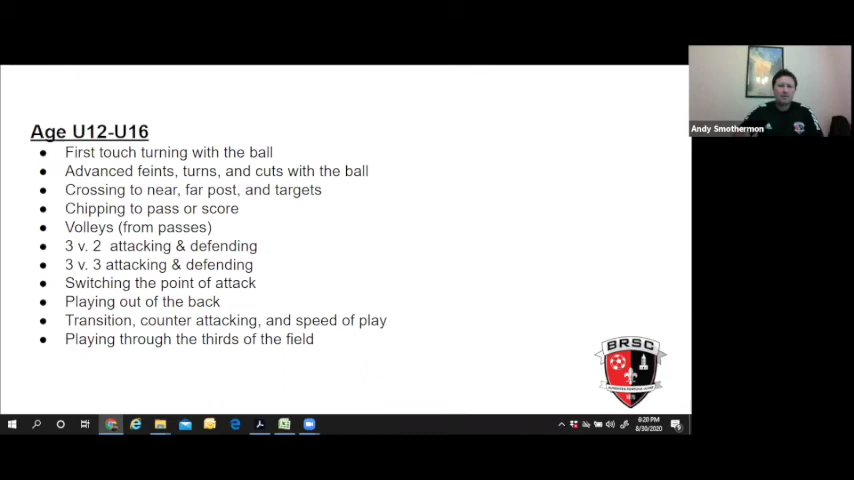 Age U12-U16
● First touch turning with the ball
● Advanced feints, turns, and cuts with the ball
● Crossing to near, far post, and targets
● Chipping to pass or score
● Volleys (from passes)
● 3 v. 2 attacking & defending
● 3 v. 3 attacking & defending
● Switching the point of attack
● Playing out of the back
● Transition, counter attacking, and speed of play
● Playing through the thirds of the field
Andy Smothermon
BRSC
6:20 PM
8/30/2020